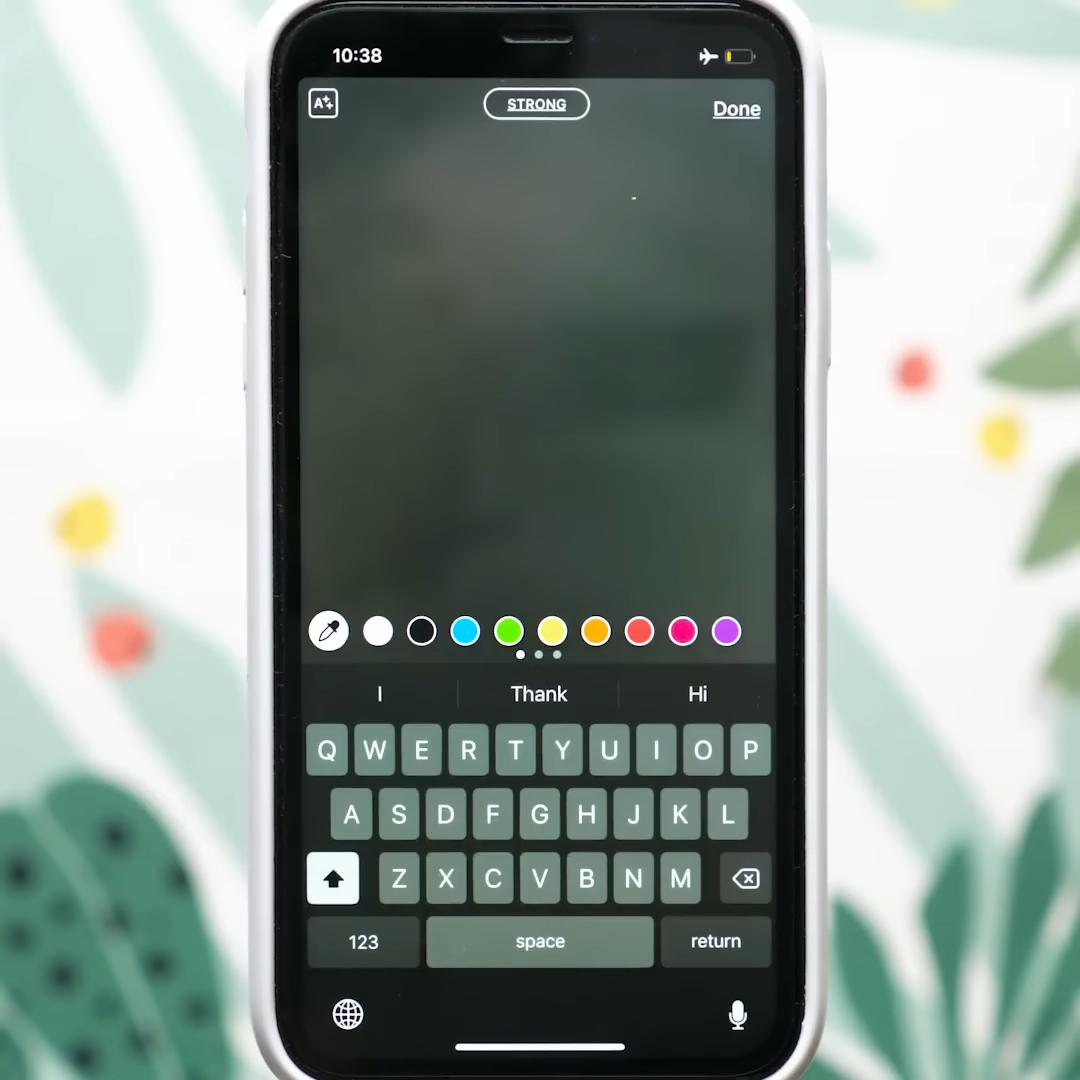 10:38
A
STRONG
Done
I Thank Hi
Q W E R T Y U I O P
A S D F G H J K L
Z X C V B N M
123 space return